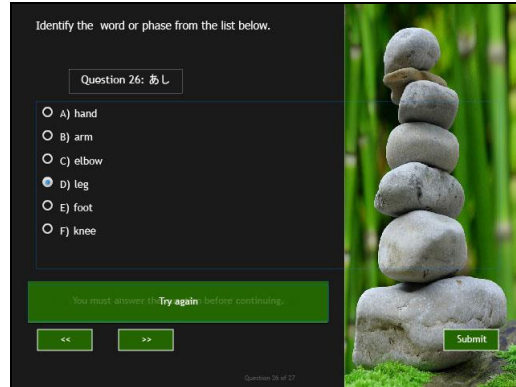 Identify the word or phase from the list below.
Question 26: あし
A) hand
B) arm
C) elbow
D) leg
E) foot
F) knee
You must answer the before continuing.
Try again
<<
>>
Submit
Question 26 of 27